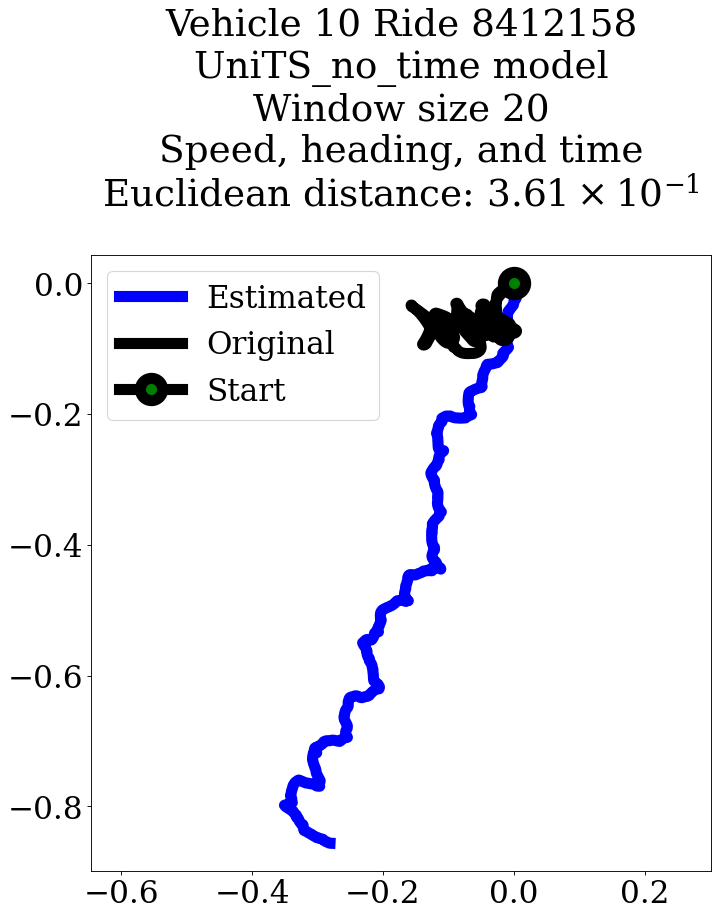 Vehicle 10 Ride 8412158
UniTS_no_time model
Window size 20
Speed, heading, and time
Euclidean distance: 3.61 × 10⁻¹
Estimated
Original
Start
0.0
−0.2
−0.4
−0.6
−0.8
−0.6 −0.4 −0.2 0.0 0.2